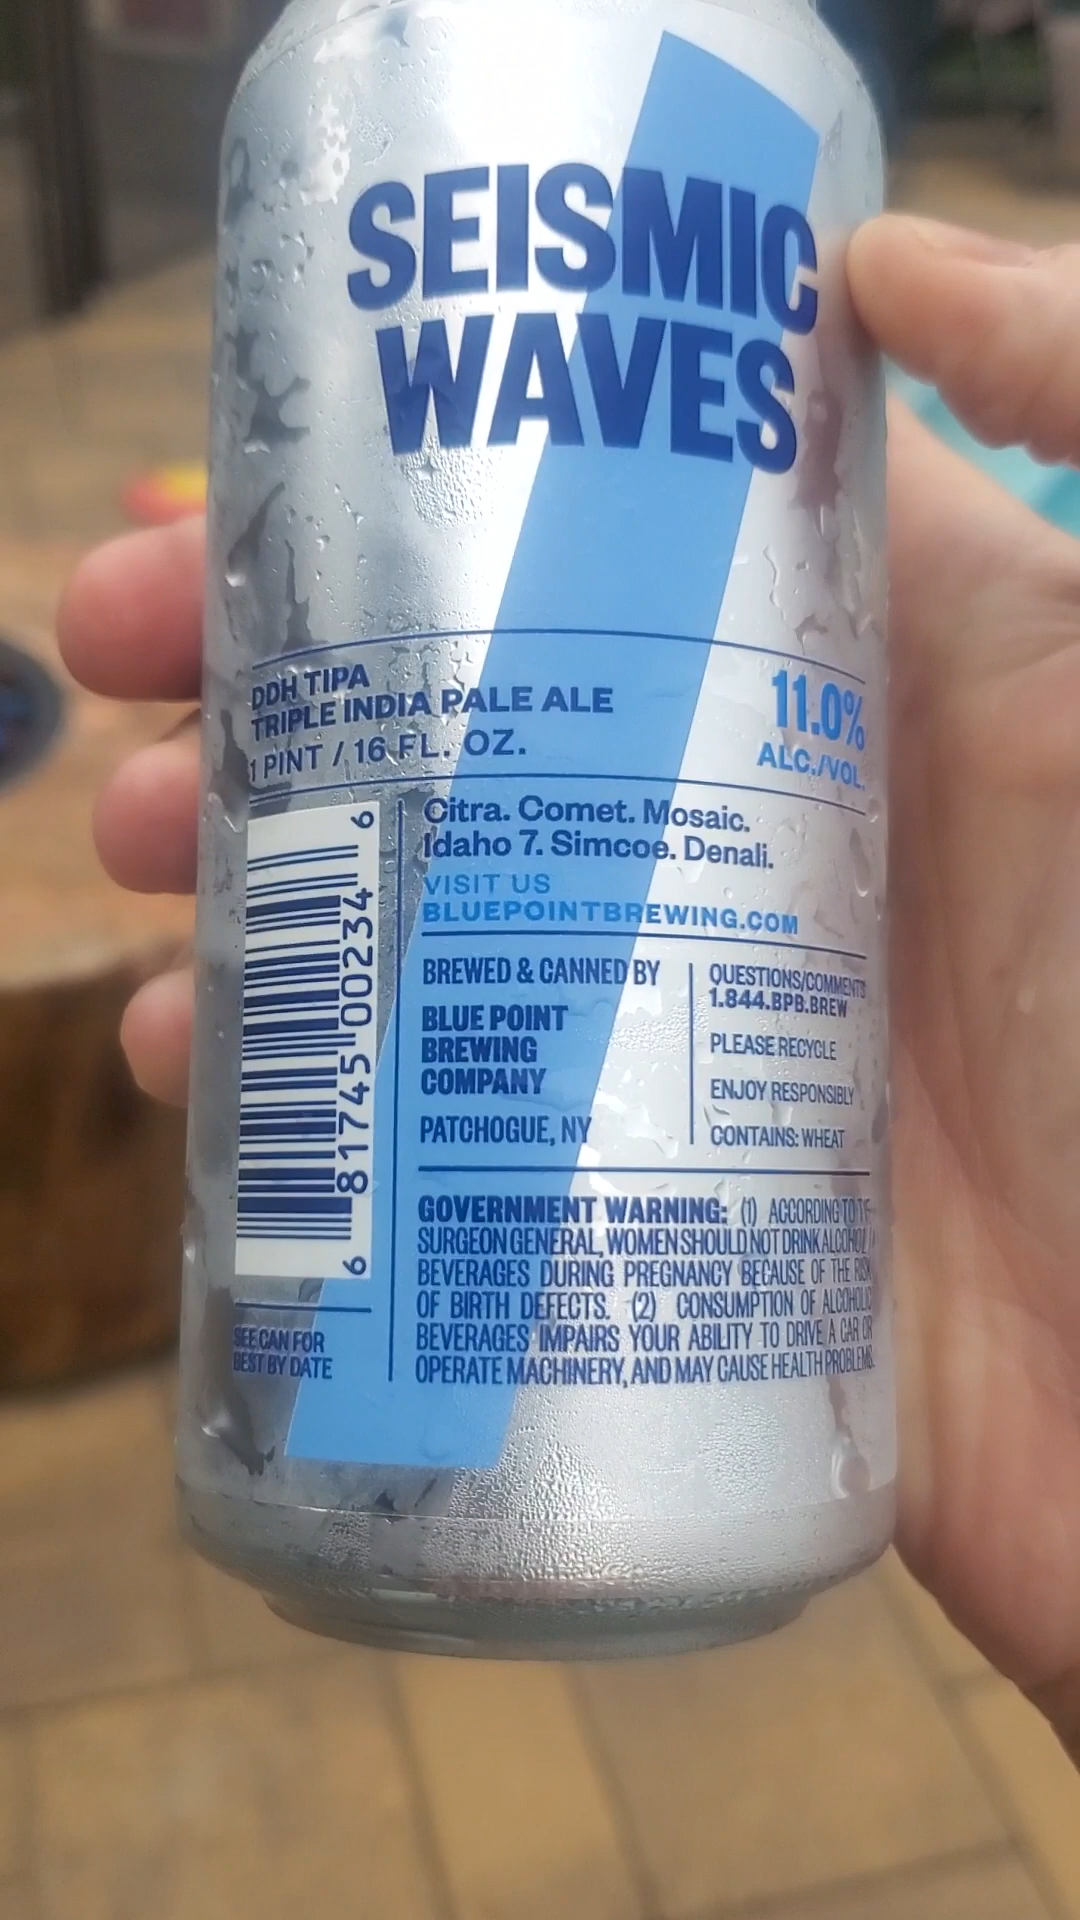 SEISMIC
WAVES
DDH TIPA
TRIPLE INDIA PALE ALE
1 PINT / 16 FL. OZ.
11.0%
ALC./VOL.
Citra. Comet. Mosaic.
Idaho 7. Simcoe. Denali.
VISIT US
BLUEPOINTBREWING.COM
BREWED & CANNED BY
BLUE POINT
BREWING
COMPANY
PATCHOGUE, NY
QUESTIONS/COMMENTS
1.844.BPB.BREW
PLEASE RECYCLE
ENJOY RESPONSIBLY
CONTAINS: WHEAT
GOVERNMENT WARNING: (1) ACCORDING TO THE
SURGEON GENERAL, WOMEN SHOULD NOT DRINK ALCOHOLIC
BEVERAGES DURING PREGNANCY BECAUSE OF THE RISK
OF BIRTH DEFECTS. (2) CONSUMPTION OF ALCOHOLIC
BEVERAGES IMPAIRS YOUR ABILITY TO DRIVE A CAR OR
OPERATE MACHINERY, AND MAY CAUSE HEALTH PROBLEMS.
6 81745 00234 6
SEE CAN FOR
BEST BY DATE